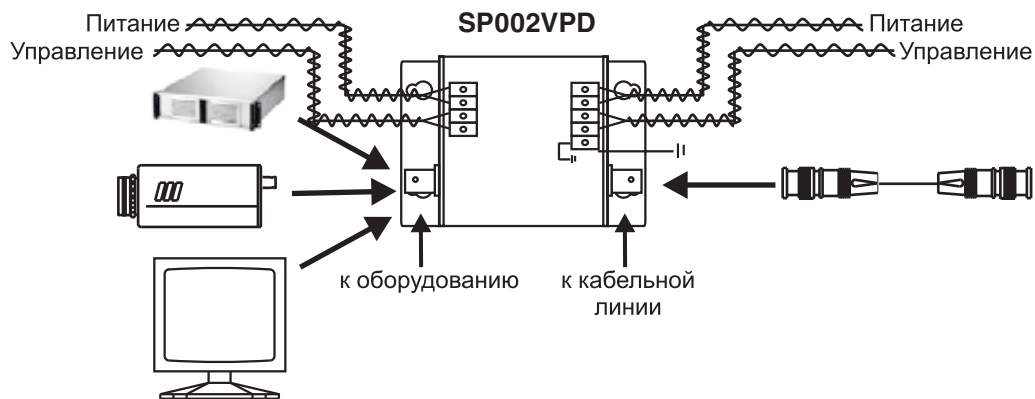 SP002VPD
Питание
Управление
Питание
Управление
к оборудованию
к кабельной
линии